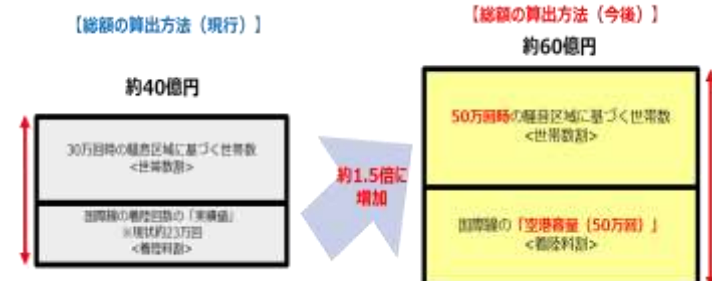 【総額の算出方法（現行）】
約40億円
30万回時の騒音区域に基づく世帯数
<世帯数割>
国際線の着陸回数の「実績値」
※現状約23万回
<着陸料割>
約1.5倍に
増加
【総額の算出方法（今後）】
約60億円
50万回時の騒音区域に基づく世帯数
<世帯数割>
国際線の「空港容量（50万回）」
<着陸料割>